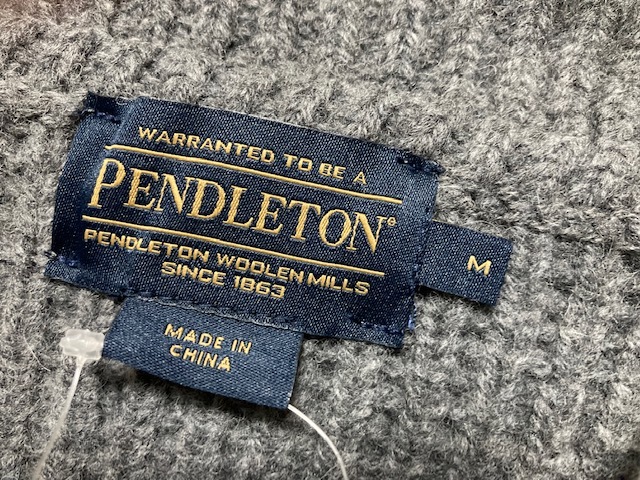 WARRANTED TO BE A
PENDLETON®
PENDLETON WOOLEN MILLS
SINCE 1863
M
MADE IN
CHINA